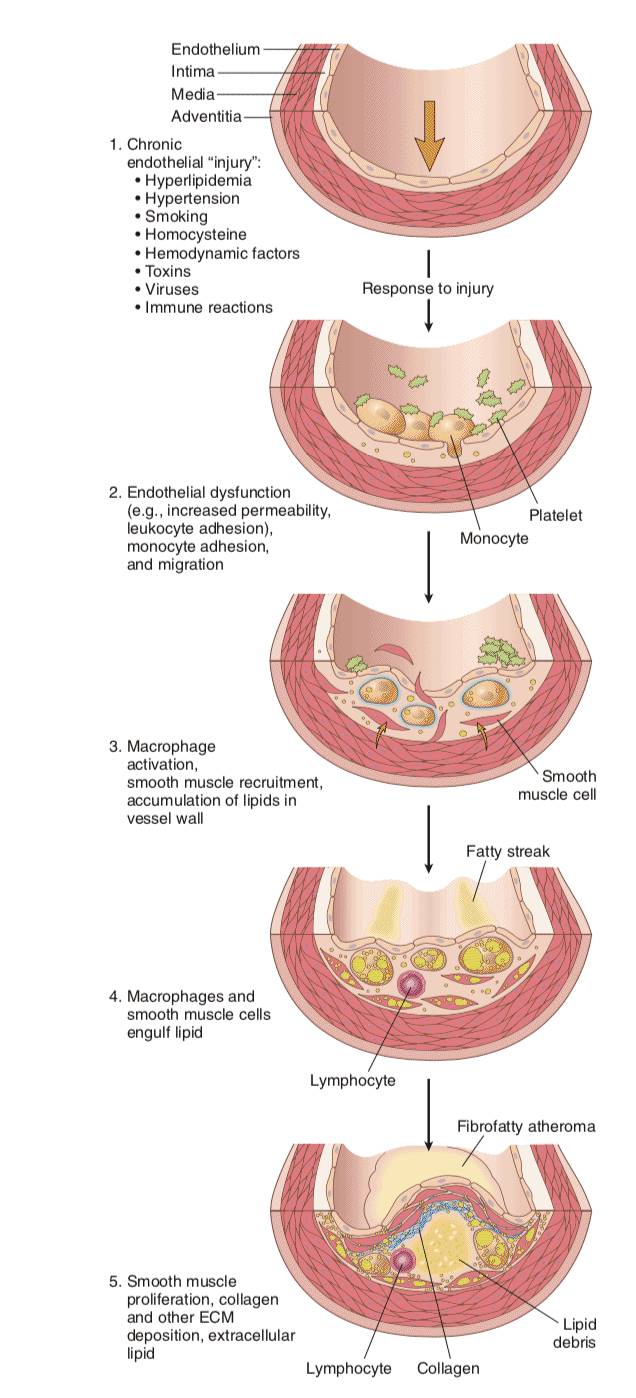 Endothelium
Intima
Media
Adventitia
1. Chronic
endothelial “injury”:
• Hyperlipidemia
• Hypertension
• Smoking
• Homocysteine
• Hemodynamic factors
• Toxins
• Viruses
• Immune reactions
Response to injury
2. Endothelial dysfunction
(e.g., increased permeability,
leukocyte adhesion),
monocyte adhesion,
and migration
Platelet
Monocyte
3. Macrophage
activation,
smooth muscle recruitment,
accumulation of lipids in
vessel wall
Smooth
muscle cell
Fatty streak
4. Macrophages and
smooth muscle cells
engulf lipid
Lymphocyte
Fibrofatty atheroma
5. Smooth muscle
proliferation, collagen
and other ECM
deposition, extracellular
lipid
Lipid
debris
Lymphocyte
Collagen